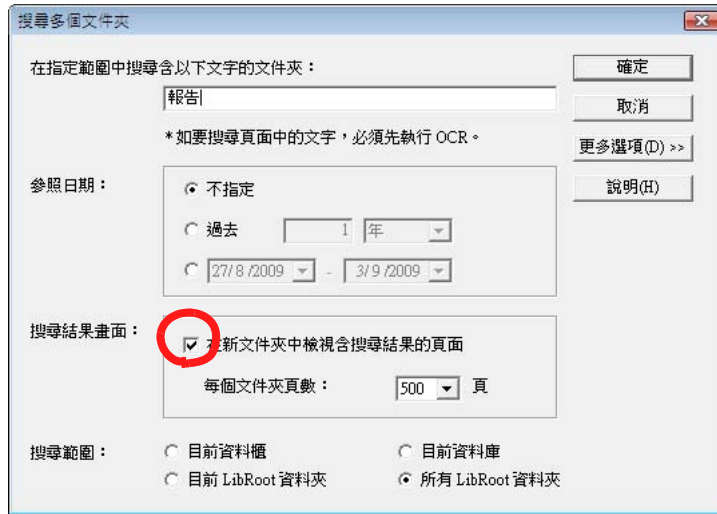 搜尋多個文件夾
在指定範圍中搜尋含以下文字的文件夾：
確定
報告
取消
*如要搜尋頁面中的文字，必須先執行 OCR。
更多選項(D) >>
參照日期：
不指定
說明(H)
過去 1 年
27/ 8 /2009 - 3/ 9 /2009
搜尋結果畫面：
在新文件夾中檢視含搜尋結果的頁面
每個文件夾頁數： 500 頁
搜尋範圍：
目前資料櫃 目前資料庫
目前 LibRoot 資料夾 所有 LibRoot 資料夾